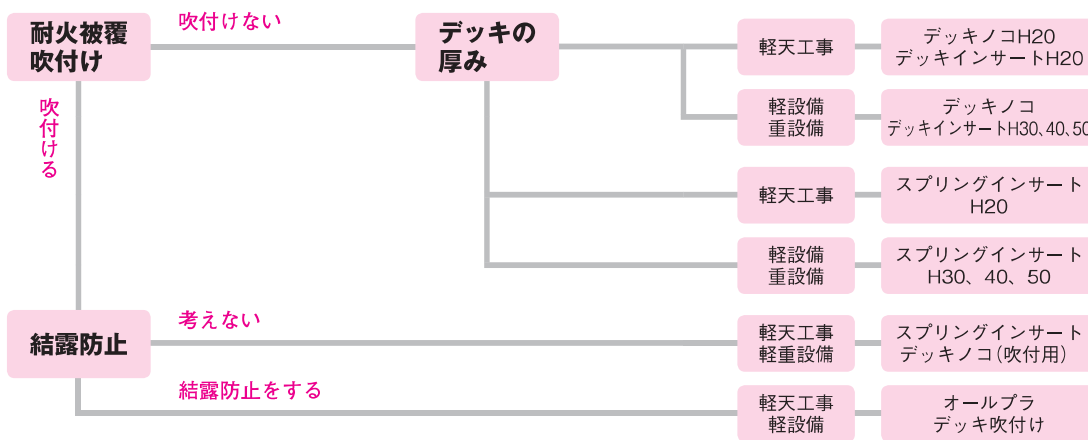 耐火被覆
吹付け
吹付けない
デッキの
厚み
軽天工事
デッキノコH20
デッキインサートH20
軽設備
重設備
デッキノコ
デッキインサートH30、40、50
吹付ける
軽天工事
スプリングインサート
H20
軽設備
重設備
スプリングインサート
H30、40、50
結露防止
考えない
軽天工事
軽重設備
スプリングインサート
デッキノコ(吹付用)
結露防止をする
軽天工事
軽設備
オールプラ
デッキ吹付け